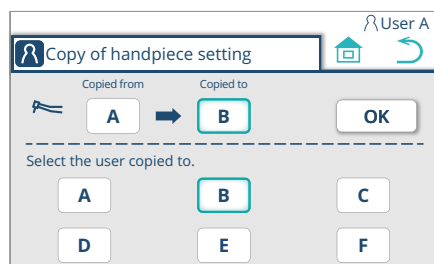 User A
Copy of handpiece setting
Copied from Copied to
A B OK
Select the user copied to.
A B C
D E F